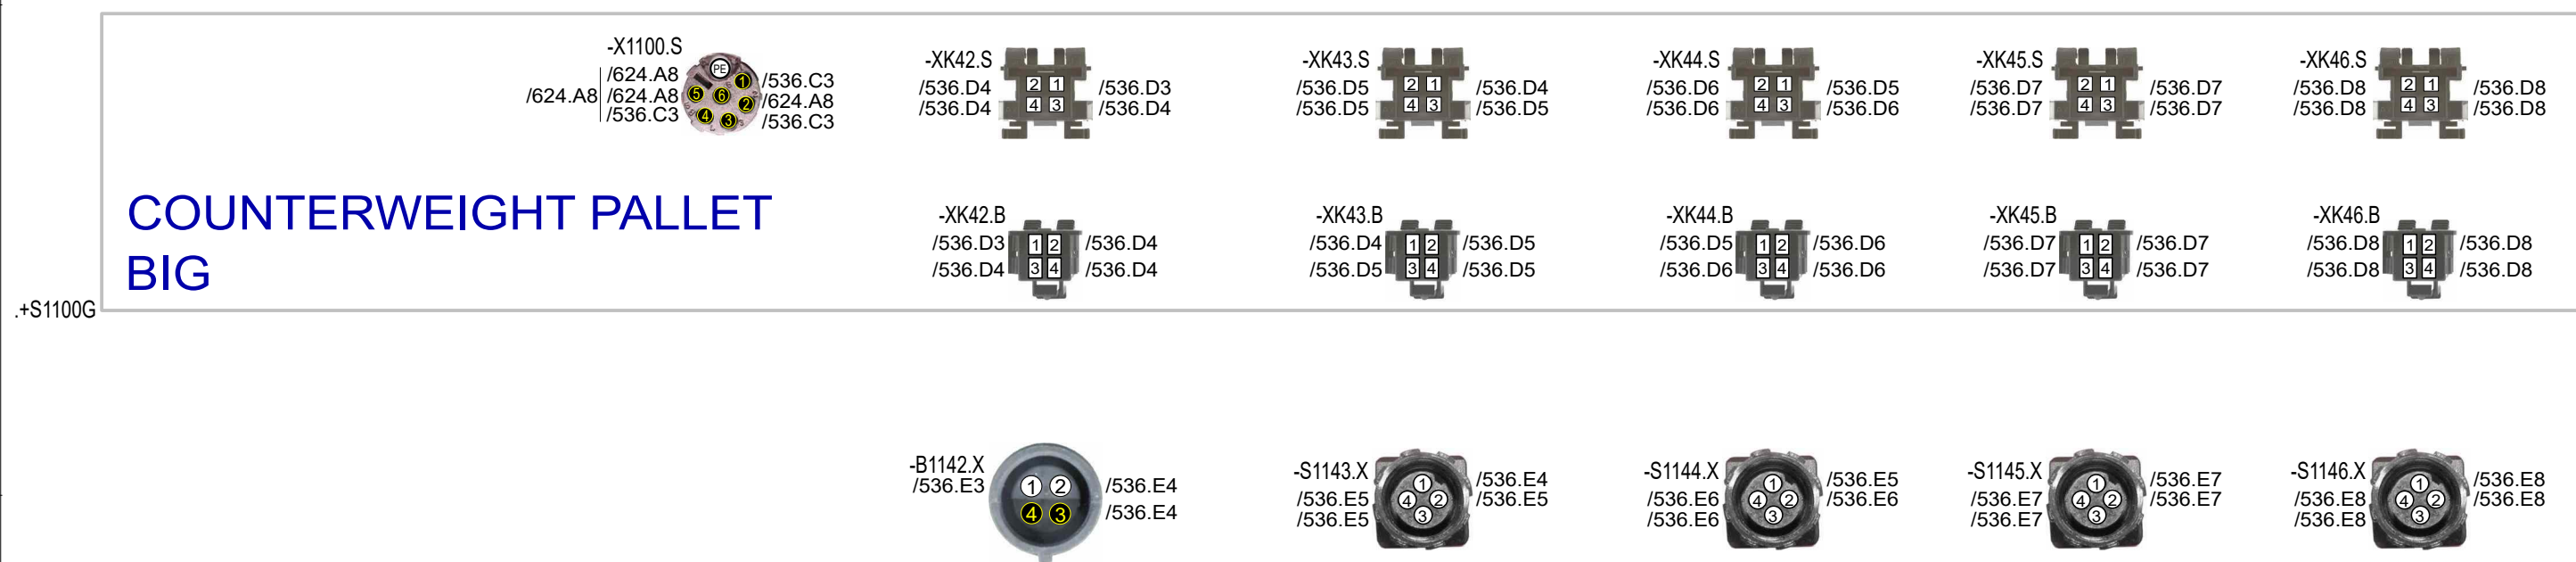 -X1100.S
/624.A8 /624.A8 PE 1 /536.C3
/624.A8 5 6 2 /624.A8
/536.C3 4 3 /536.C3
-XK42.S
/536.D4 2 1 /536.D3
/536.D4 4 3 /536.D4
-XK43.S
/536.D5 2 1 /536.D4
/536.D5 4 3 /536.D5
-XK44.S
/536.D6 2 1 /536.D5
/536.D6 4 3 /536.D6
-XK45.S
/536.D7 2 1 /536.D7
/536.D7 4 3 /536.D7
-XK46.S
/536.D8 2 1 /536.D8
/536.D8 4 3 /536.D8
COUNTERWEIGHT PALLET
BIG
-XK42.B
/536.D3 1 2 /536.D4
/536.D4 3 4 /536.D4
-XK43.B
/536.D4 1 2 /536.D5
/536.D5 3 4 /536.D5
-XK44.B
/536.D5 1 2 /536.D6
/536.D6 3 4 /536.D6
-XK45.B
/536.D7 1 2 /536.D7
/536.D7 3 4 /536.D7
-XK46.B
/536.D8 1 2 /536.D8
/536.D8 3 4 /536.D8
.+S1100G
-B1142.X
/536.E3 1 2 /536.E4
4 3 /536.E4
-S1143.X
1 /536.E4
/536.E5 4 2 /536.E5
/536.E5 3
-S1144.X
1 /536.E5
/536.E6 4 2 /536.E6
/536.E6 3
-S1145.X
1 /536.E7
/536.E7 4 2 /536.E7
/536.E7 3
-S1146.X
1 /536.E8
/536.E8 4 2 /536.E8
/536.E8 3